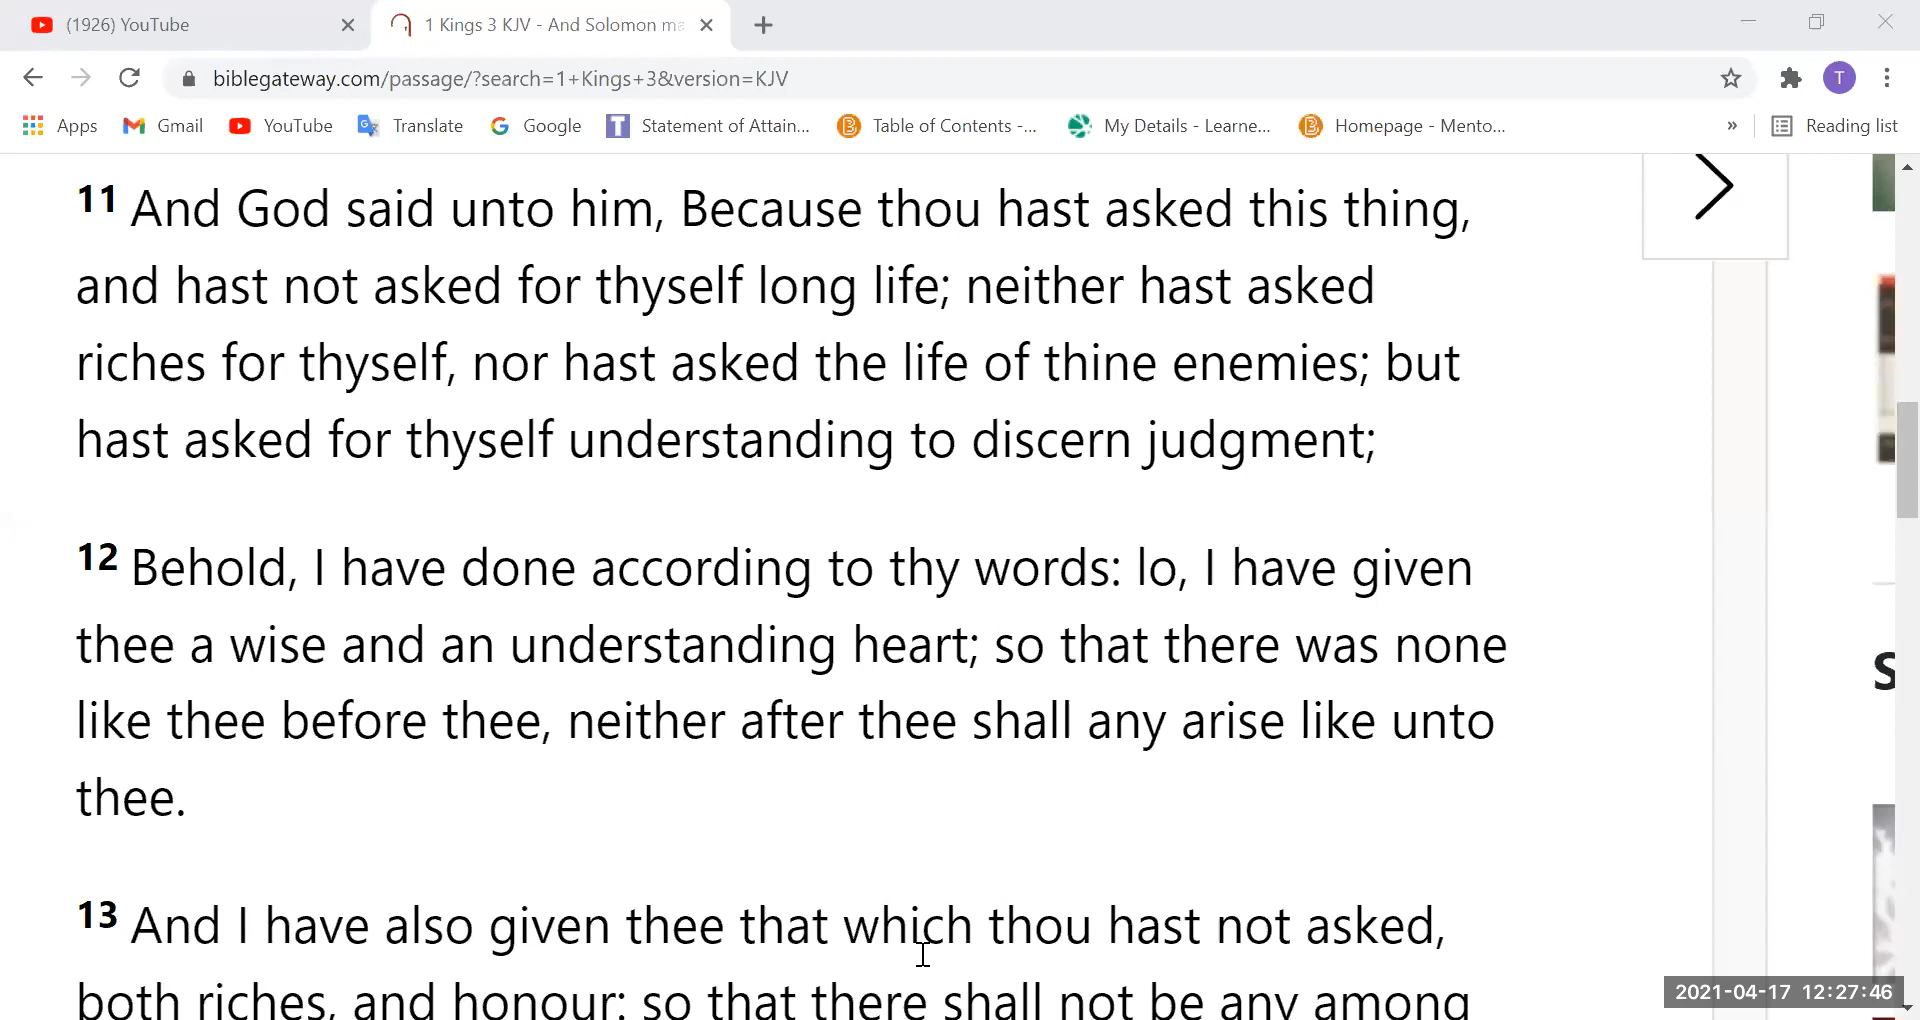 (1926) YouTube
1 Kings 3 KJV - And Solomon ma
biblegateway.com/passage/?search=1+Kings+3&version=KJV
T
Apps Gmail YouTube Translate Google Statement of Attain... Table of Contents -... My Details - Learne... Homepage - Mento... » Reading list
11 And God said unto him, Because thou hast asked this thing,
and hast not asked for thyself long life; neither hast asked
riches for thyself, nor hast asked the life of thine enemies; but
hast asked for thyself understanding to discern judgment;
12 Behold, I have done according to thy words: lo, I have given
thee a wise and an understanding heart; so that there was none
like thee before thee, neither after thee shall any arise like unto
thee.
S
13 And I have also given thee that which thou hast not asked,
both riches, and honour: so that there shall not be any among
2021-04-17 12:27:46